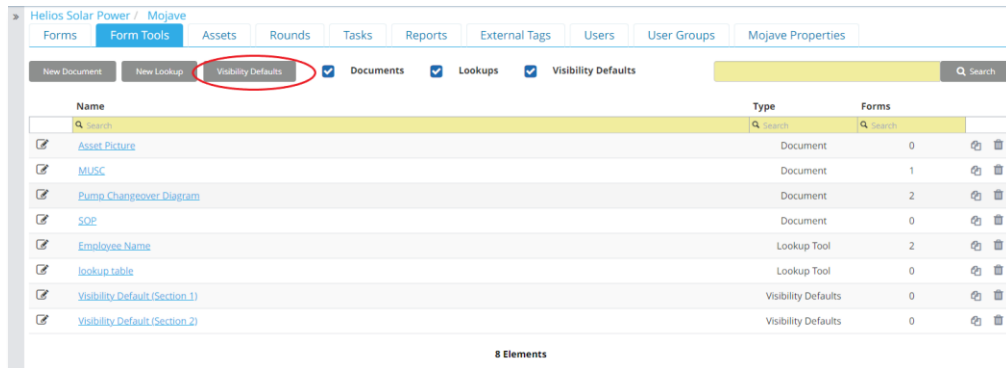 » Helios Solar Power / Mojave
Forms Form Tools Assets Rounds Tasks Reports External Tags Users User Groups Mojave Properties
New Document New Lookup Visibility Defaults Documents Lookups Visibility Defaults Search
Name Type Forms
Search Search Search
Asset Picture Document 0
MUSC Document 1
Pump Changeover Diagram Document 2
SOP Document 0
Employee Name Lookup Tool 2
lookup table Lookup Tool 0
Visibility Default (Section 1) Visibility Defaults 0
Visibility Default (Section 2) Visibility Defaults 0
8 Elements